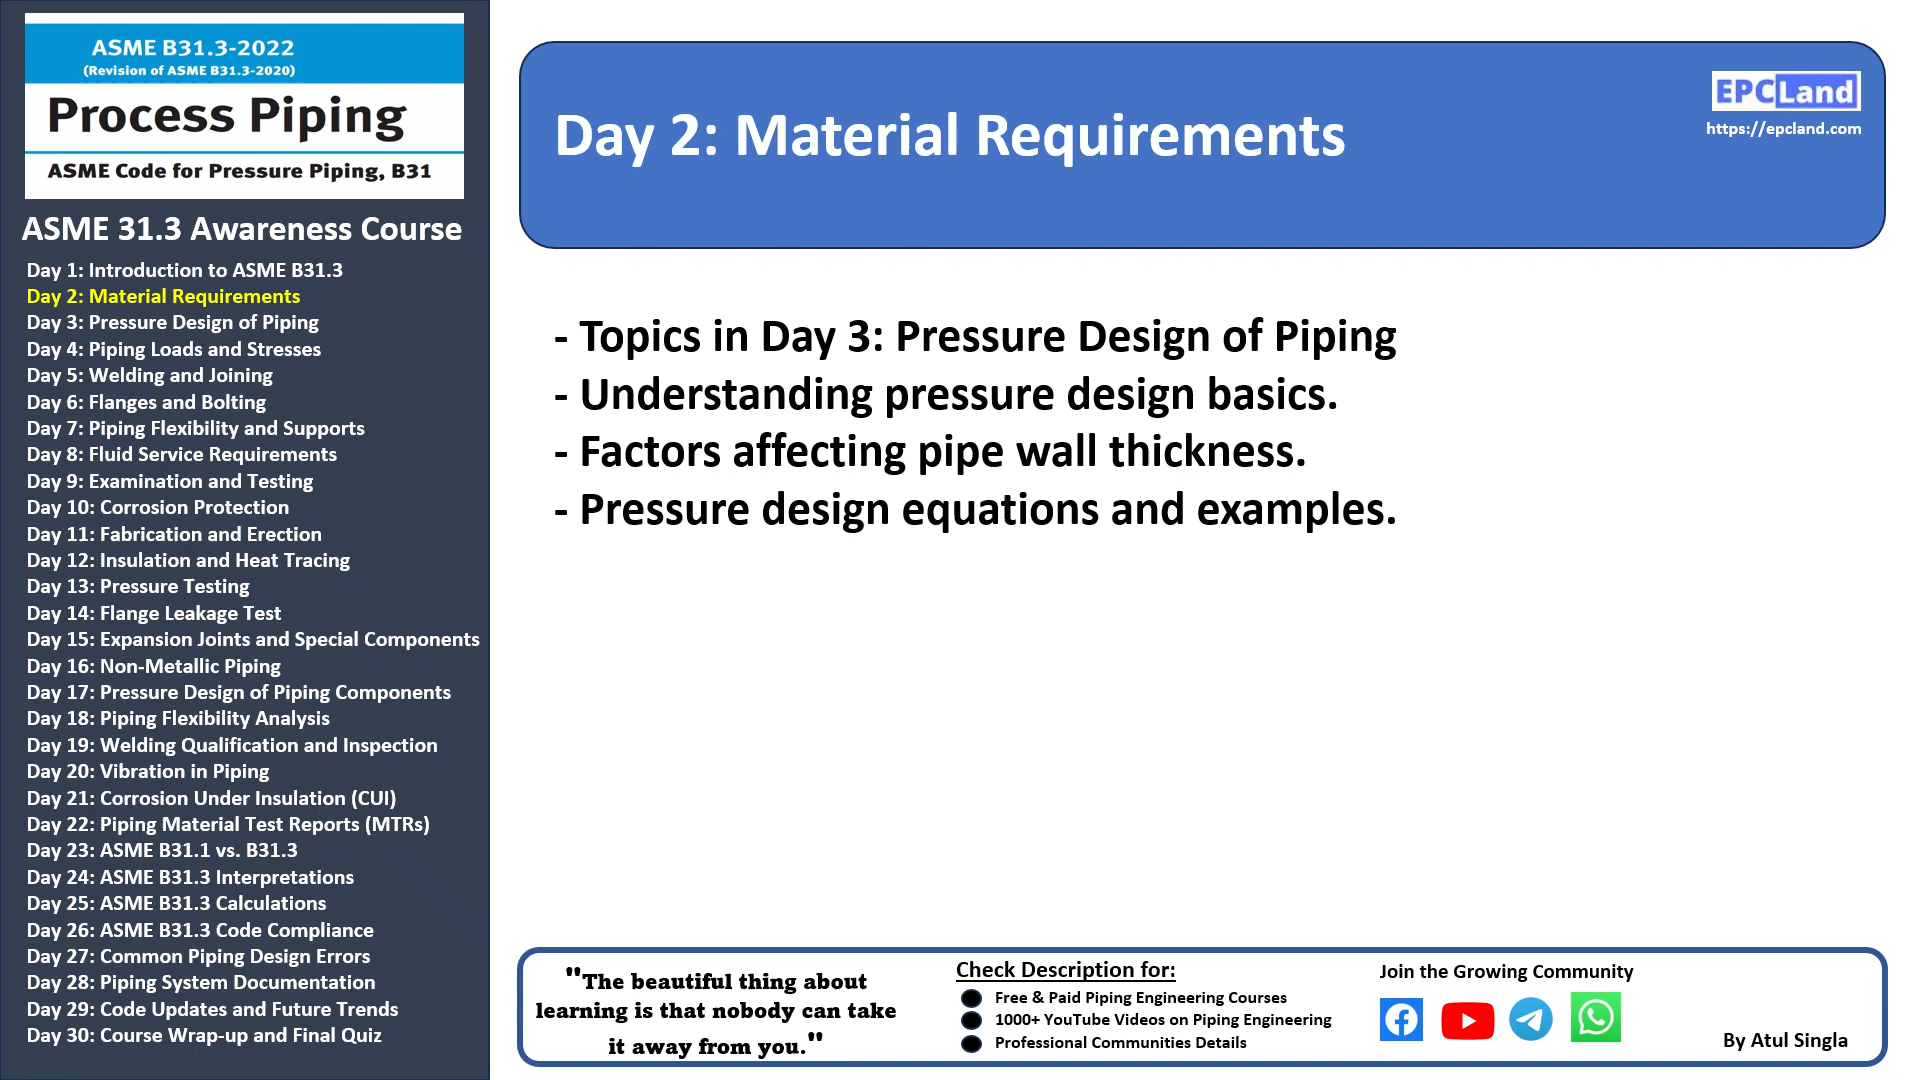 ASME B31.3-2022
(Revision of ASME B31.3-2020)
Process Piping
ASME Code for Pressure Piping, B31
ASME 31.3 Awareness Course
Day 1: Introduction to ASME B31.3
Day 2: Material Requirements
Day 3: Pressure Design of Piping
Day 4: Piping Loads and Stresses
Day 5: Welding and Joining
Day 6: Flanges and Bolting
Day 7: Piping Flexibility and Supports
Day 8: Fluid Service Requirements
Day 9: Examination and Testing
Day 10: Corrosion Protection
Day 11: Fabrication and Erection
Day 12: Insulation and Heat Tracing
Day 13: Pressure Testing
Day 14: Flange Leakage Test
Day 15: Expansion Joints and Special Components
Day 16: Non-Metallic Piping
Day 17: Pressure Design of Piping Components
Day 18: Piping Flexibility Analysis
Day 19: Welding Qualification and Inspection
Day 20: Vibration in Piping
Day 21: Corrosion Under Insulation (CUI)
Day 22: Piping Material Test Reports (MTRs)
Day 23: ASME B31.1 vs. B31.3
Day 24: ASME B31.3 Interpretations
Day 25: ASME B31.3 Calculations
Day 26: ASME B31.3 Code Compliance
Day 27: Common Piping Design Errors
Day 28: Piping System Documentation
Day 29: Code Updates and Future Trends
Day 30: Course Wrap-up and Final Quiz
Day 2: Material Requirements
EPCLand
https://epcland.com
- Topics in Day 3: Pressure Design of Piping
- Understanding pressure design basics.
- Factors affecting pipe wall thickness.
- Pressure design equations and examples.
"The beautiful thing about
learning is that nobody can take
it away from you."
Check Description for:
Free & Paid Piping Engineering Courses
1000+ YouTube Videos on Piping Engineering
Professional Communities Details
Join the Growing Community
By Atul Singla